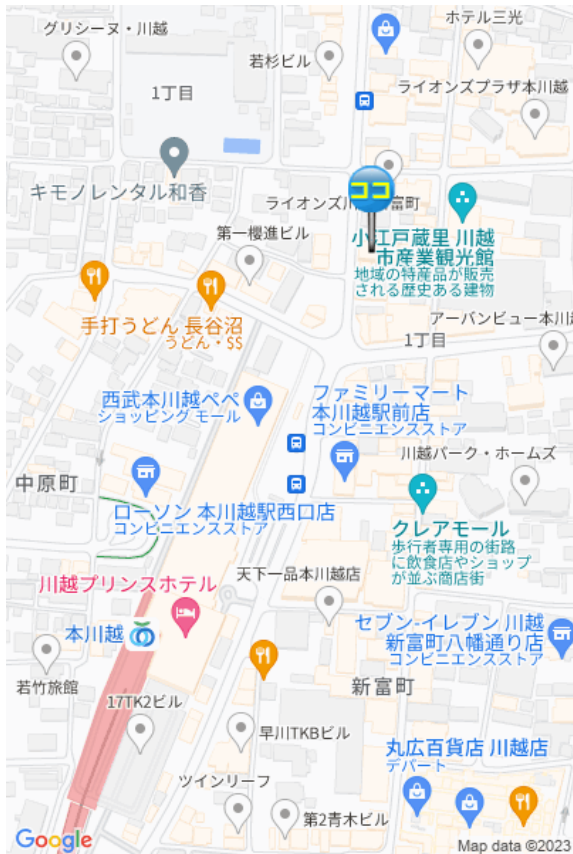 ホテル三光
グリシーヌ・川越
若杉ビル
ライオンズプラザ本川越
1丁目
キモノレンタル和香
ココ
ライオンズ川
富町
第一櫻進ビル
小江戸蔵里 川越
市産業観光館
地域の特産品が販売
される歴史ある建物
手打うどん 長谷沼
うどん・$$
アーバンビュー本川越
1丁目
西武本川越ペペ
ショッピング モール
ファミリーマート
本川越駅前店
コンビニエンスストア
川越パーク・ホームズ
中原町
ローソン 本川越駅西口店
コンビニエンスストア
クレアモール
歩行者専用の街路
に飲食店やショップ
が並ぶ商店街
川越プリンスホテル
天下一品本川越店
本川越
セブン-イレブン 川越
新富町八幡通り店
コンビニエンスストア
若竹旅館
17TK2ビル
新富町
早川TKBビル
丸広百貨店 川越店
デパート
ツインリーフ
第2青木ビル
Google
Map data ©2023